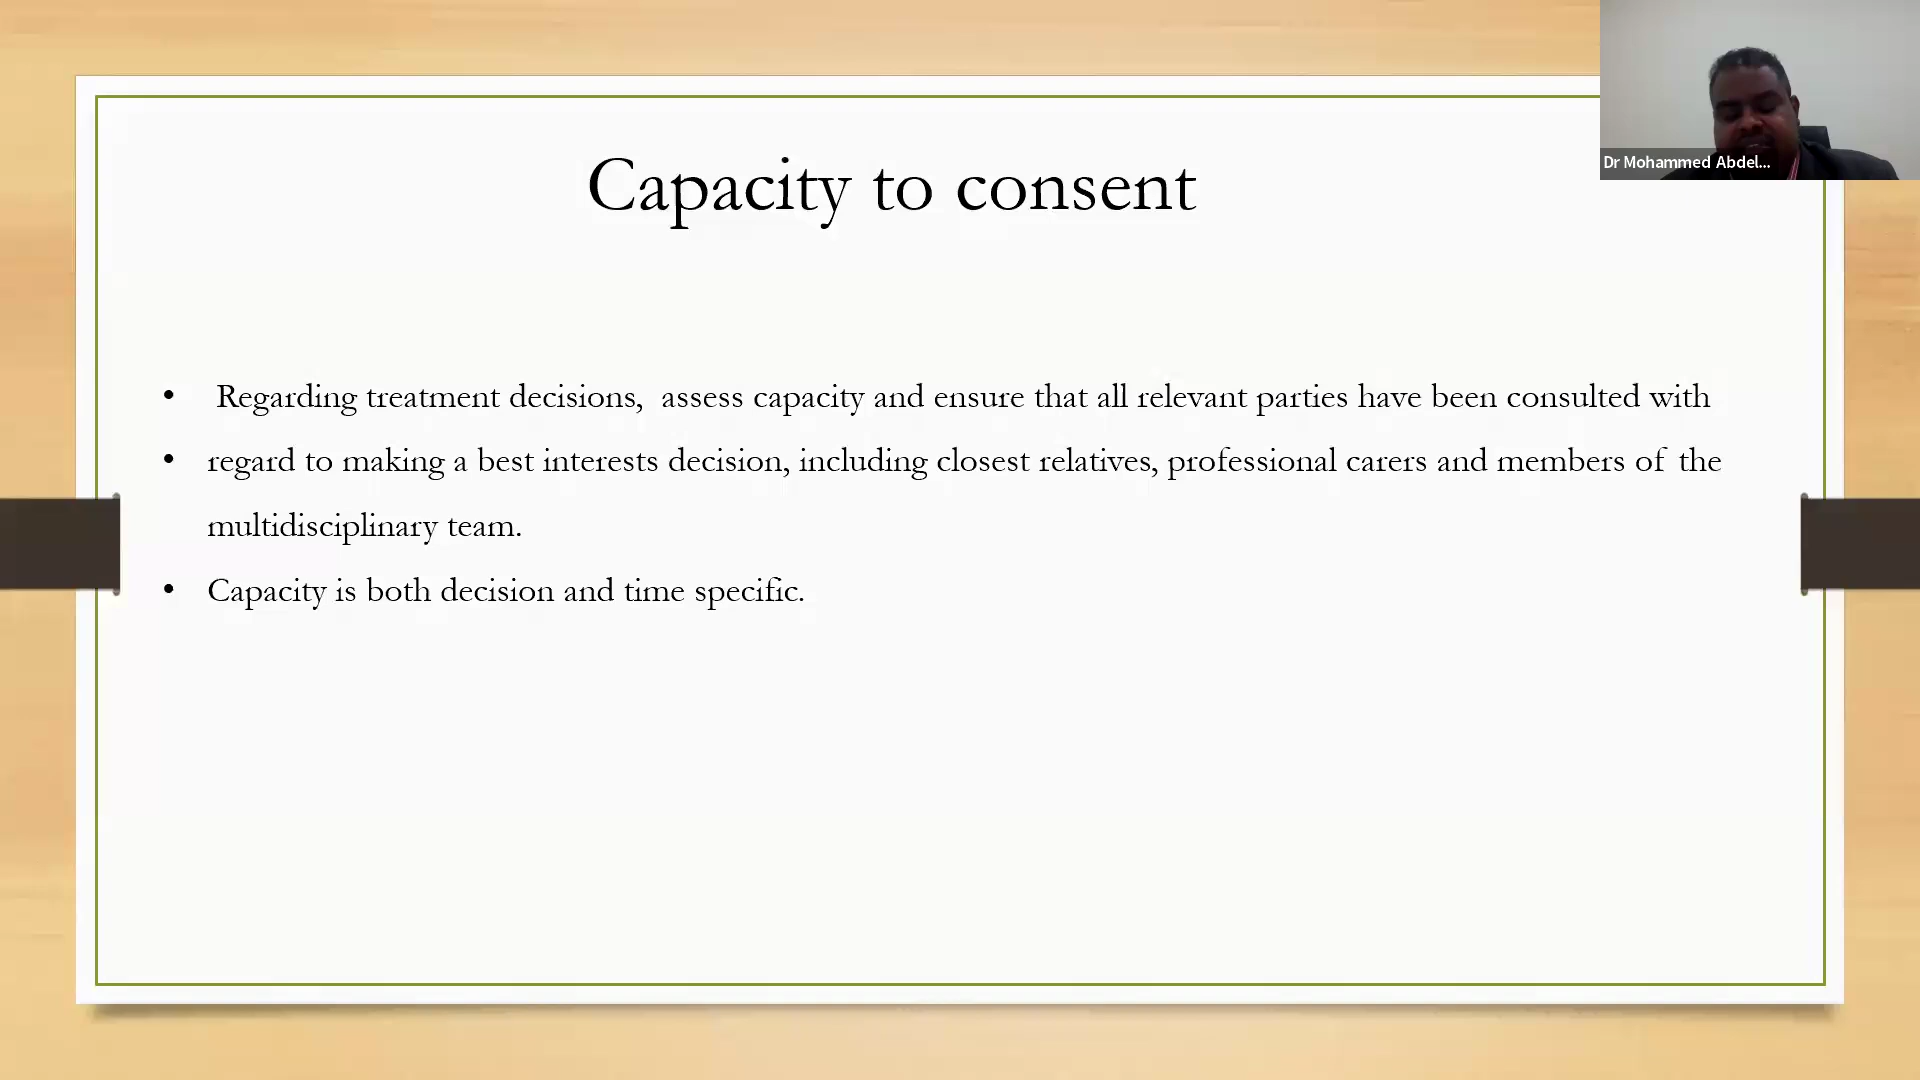 Dr Mohammed Abdel...
Capacity to consent
• Regarding treatment decisions, assess capacity and ensure that all relevant parties have been consulted with
• regard to making a best interests decision, including closest relatives, professional carers and members of the
multidisciplinary team.
• Capacity is both decision and time specific.